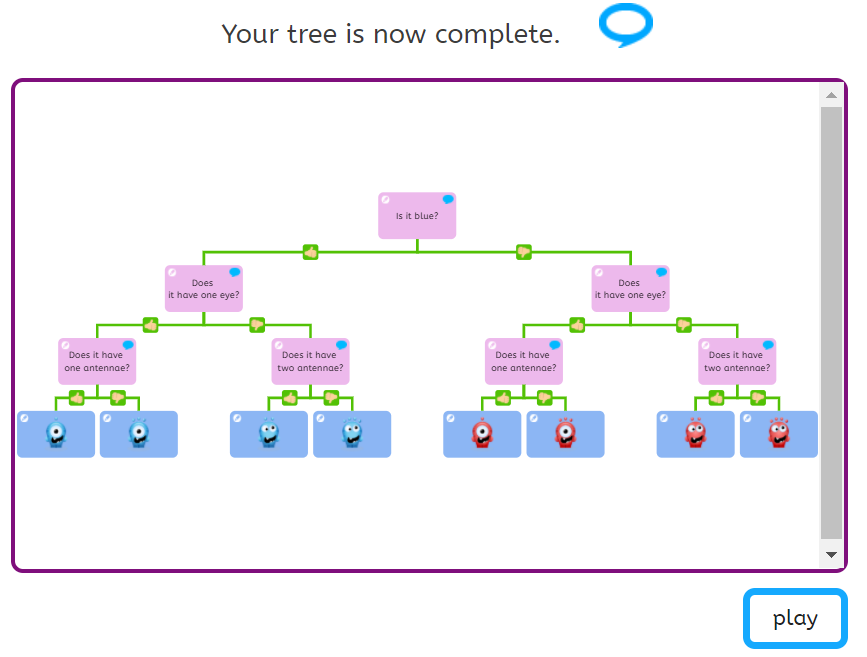 Your tree is now complete.
Is it blue?
Does
it have one eye?
Does
it have one eye?
Does it have
one antennae?
Does it have
two antennae?
Does it have
one antennae?
Does it have
two antennae?
play